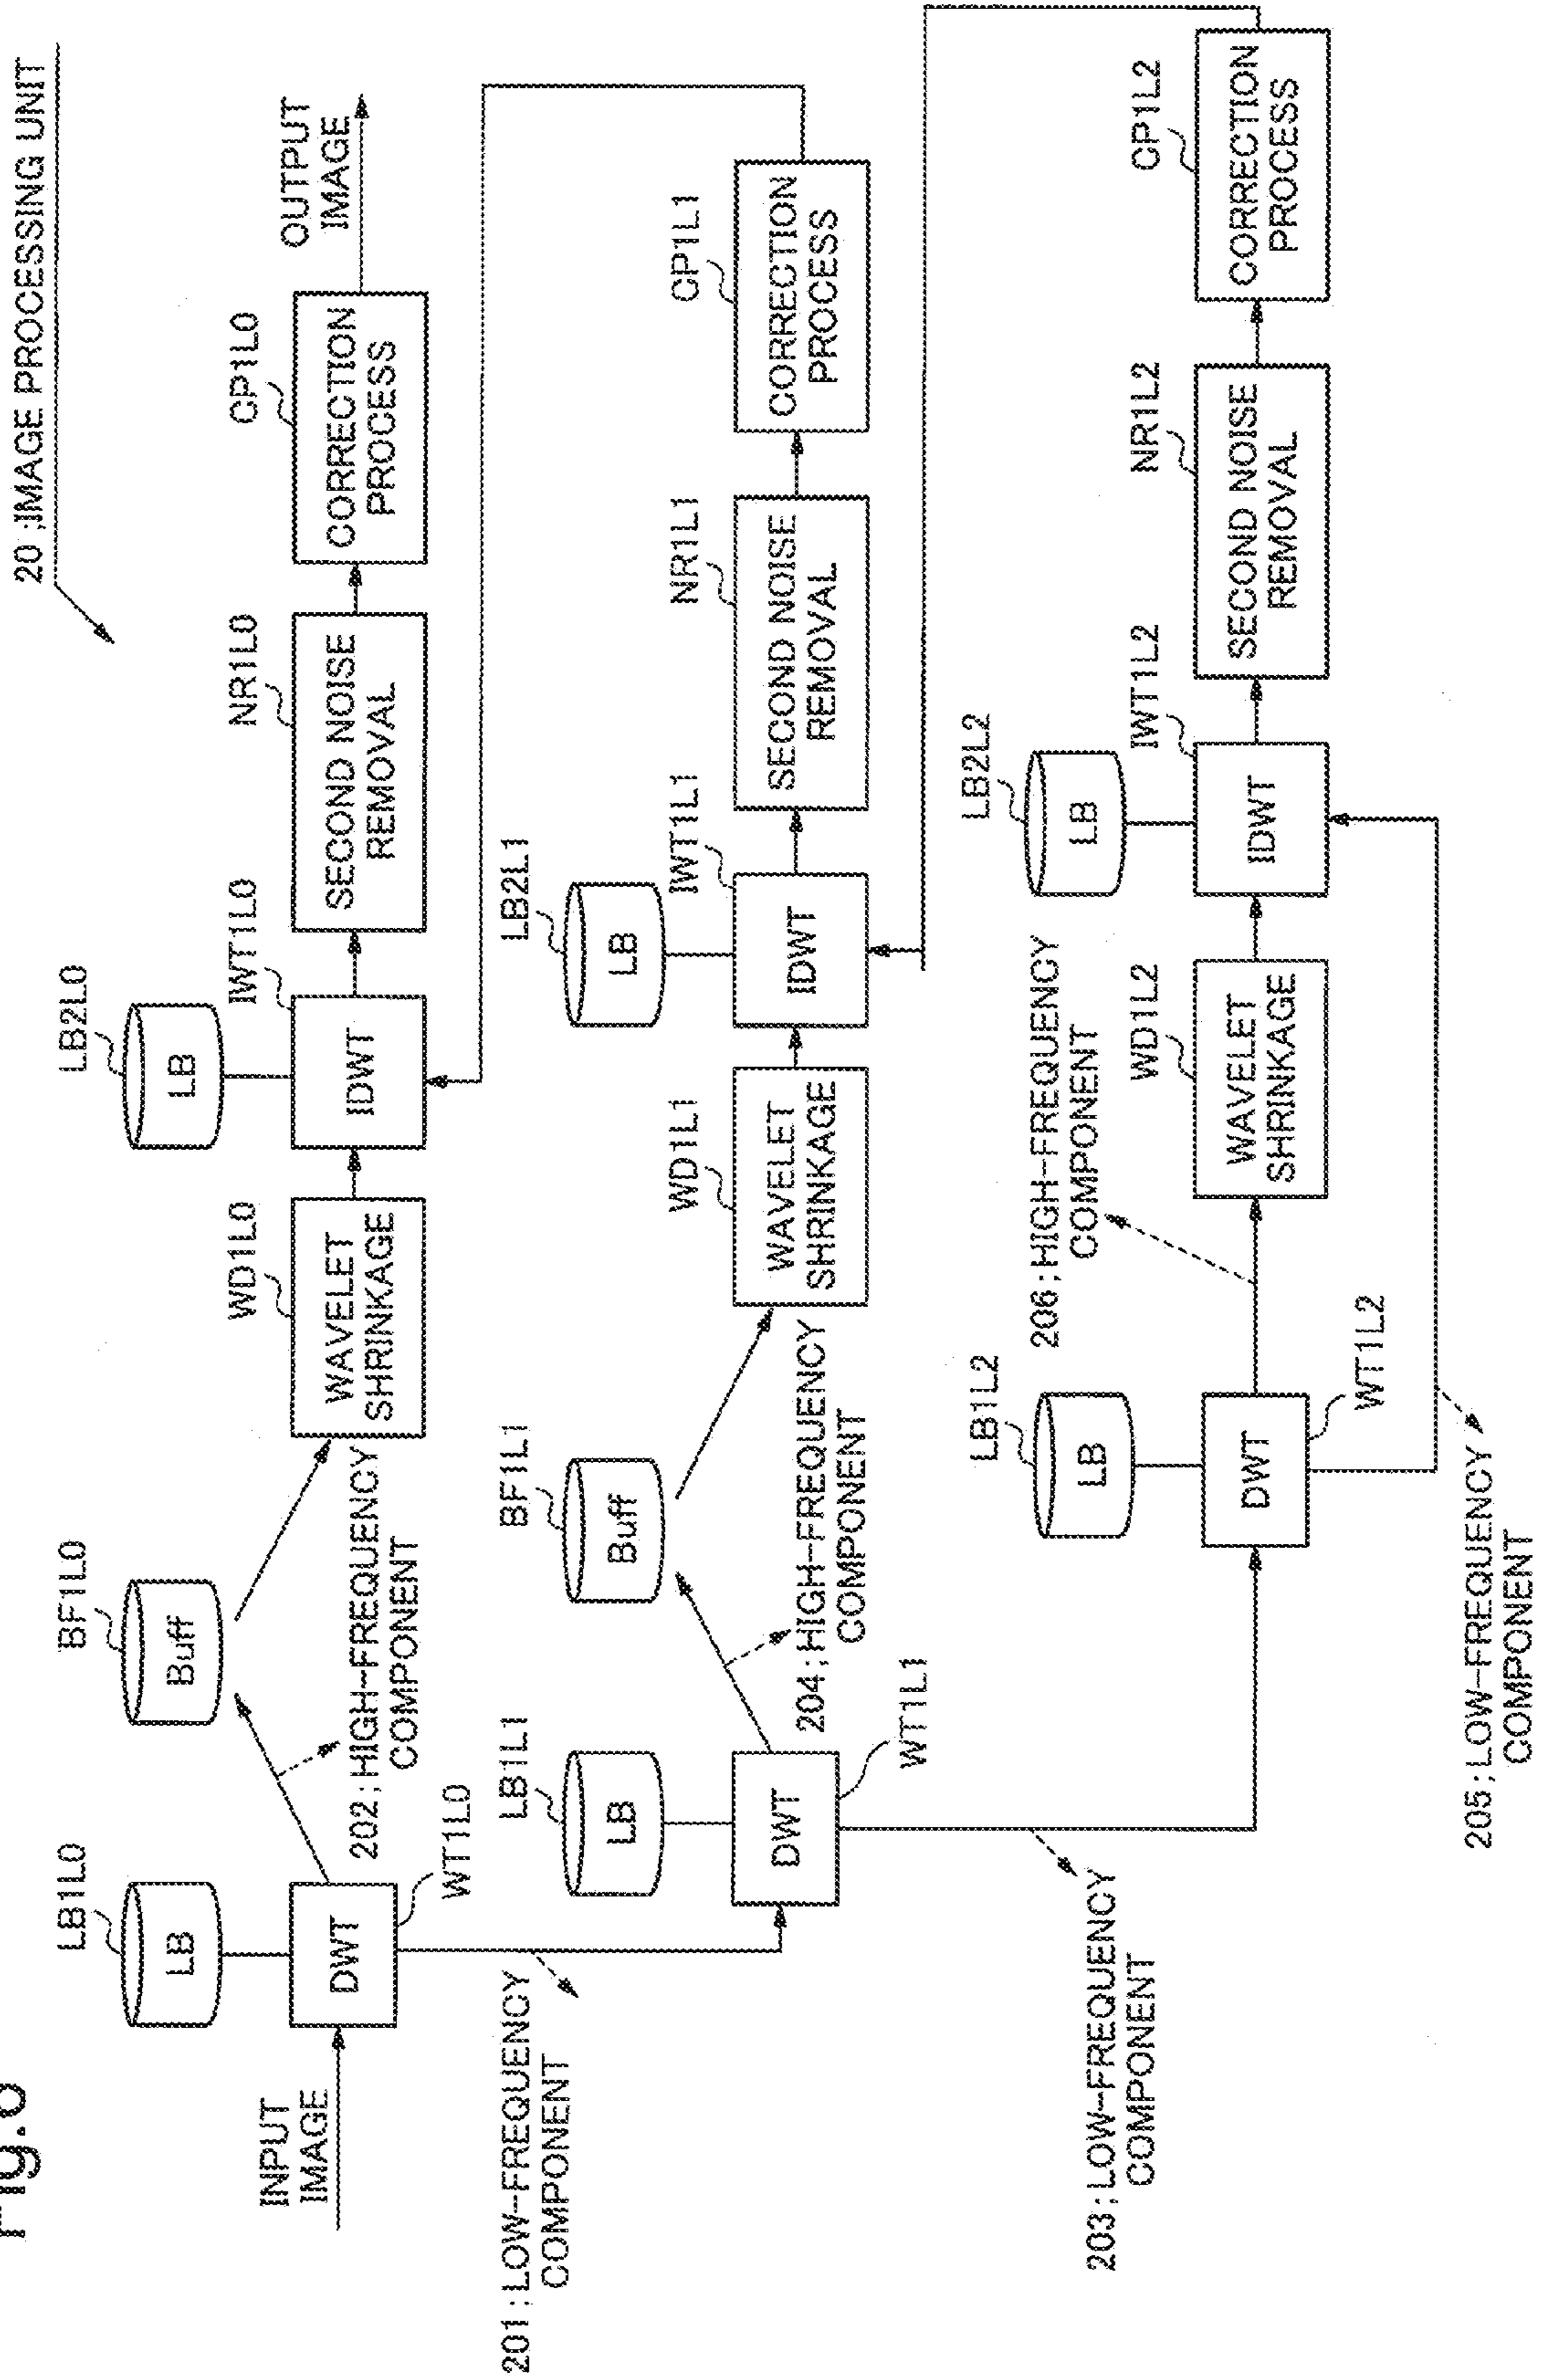 Fig.6
20 ;IMAGE PROCESSING UNIT
INPUT
IMAGE
LB1L0
LB
DWT
WT1L0
BF1L0
Buff
202 ; HIGH-FREQUENCY
COMPONENT
WD1L0
WAVELET
SHRINKAGE
LB2L0
LB
IWT1L0
IDWT
NR1L0
SECOND NOISE
REMOVAL
CP1L0
CORRECTION
PROCESS
OUTPUT
IMAGE
201 ; LOW-FREQUENCY
COMPONENT
LB1L1
LB
DWT
WT1L1
BF1L1
Buff
204 ; HIGH-FREQUENCY
COMPONENT
WD1L1
WAVELET
SHRINKAGE
LB2L1
LB
IWT1L1
IDWT
NR1L1
SECOND NOISE
REMOVAL
CP1L1
CORRECTION
PROCESS
203 ; LOW-FREQUENCY
COMPONENT
LB1L2
LB
DWT
WT1L2
206 ; HIGH-FREQUENCY
COMPONENT
WD1L2
WAVELET
SHRINKAGE
LB2L2
LB
IWT1L2
IDWT
NR1L2
SECOND NOISE
REMOVAL
CP1L2
CORRECTION
PROCESS
205 ; LOW-FREQUENCY
COMPONENT